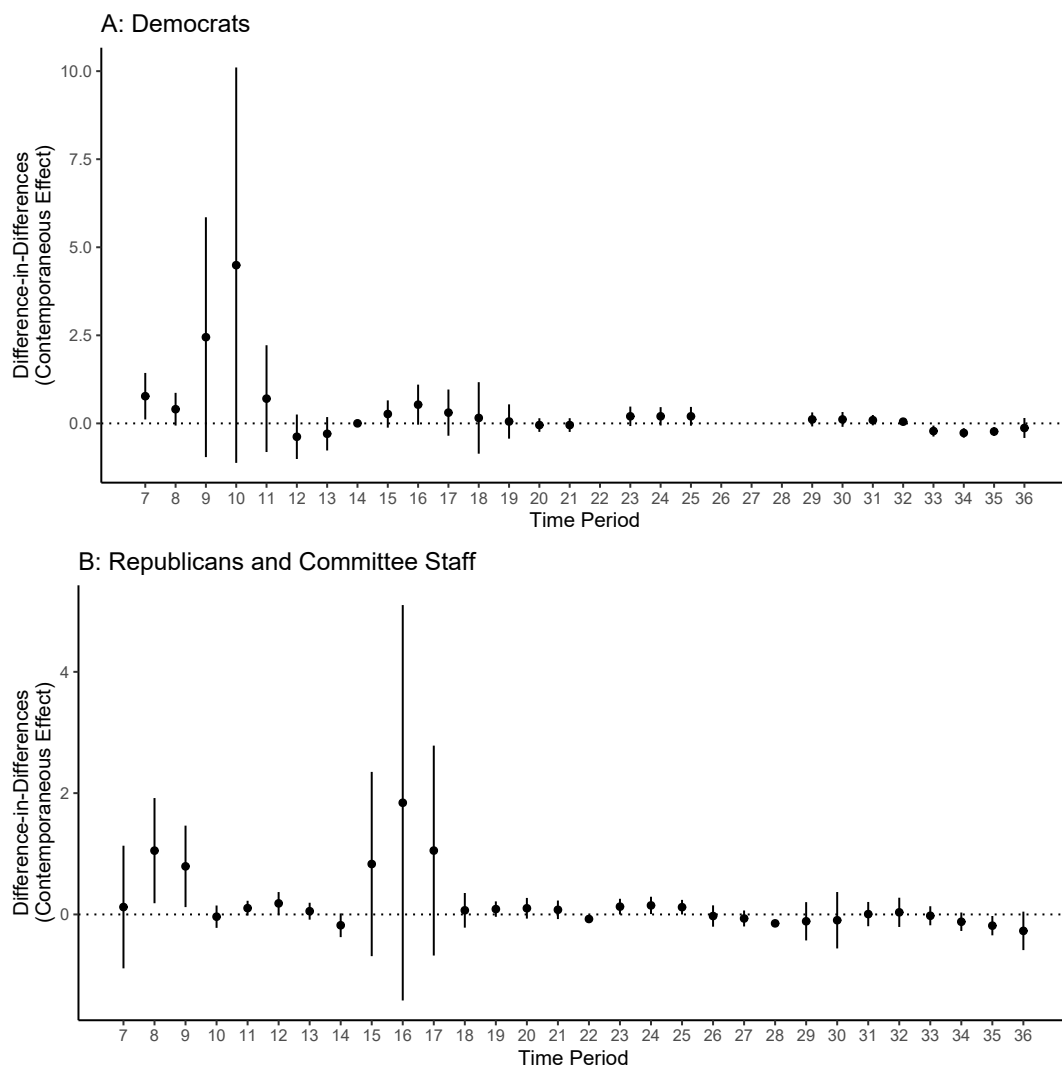 A: Democrats
Difference-in-Differences
(Contemporaneous Effect)
10.0
7.5
5.0
2.5
0.0
7 8 9 10 11 12 13 14 15 16 17 18 19 20 21 22 23 24 25 26 27 28 29 30 31 32 33 34 35 36
Time Period
B: Republicans and Committee Staff
Difference-in-Differences
(Contemporaneous Effect)
4
2
0
7 8 9 10 11 12 13 14 15 16 17 18 19 20 21 22 23 24 25 26 27 28 29 30 31 32 33 34 35 36
Time Period